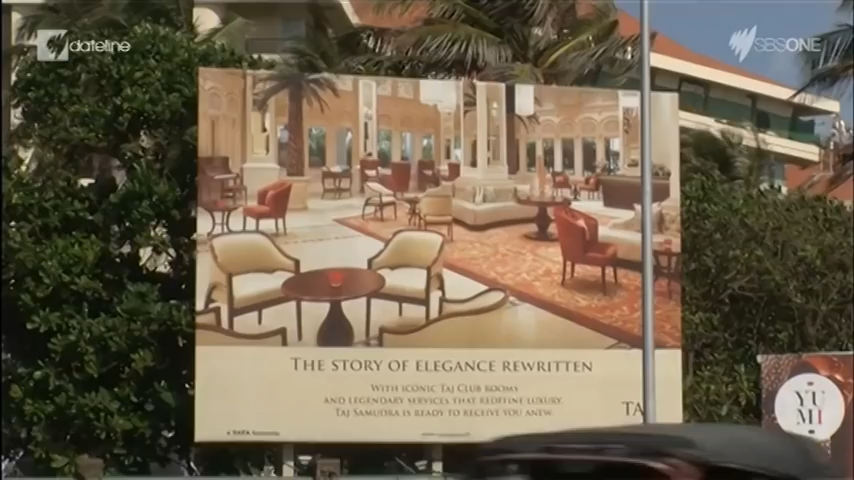 dateline
SBS ONE
THE STORY OF ELEGANCE REWRITTEN
WITH ICONIC TAJ CLUB ROOMS
AND LEGENDARY SERVICES THAT REDEFINE LUXURY.
TAJ SAMUDRA IS READY TO RECEIVE YOU ANEW.
TA
A TATA
YU
MI